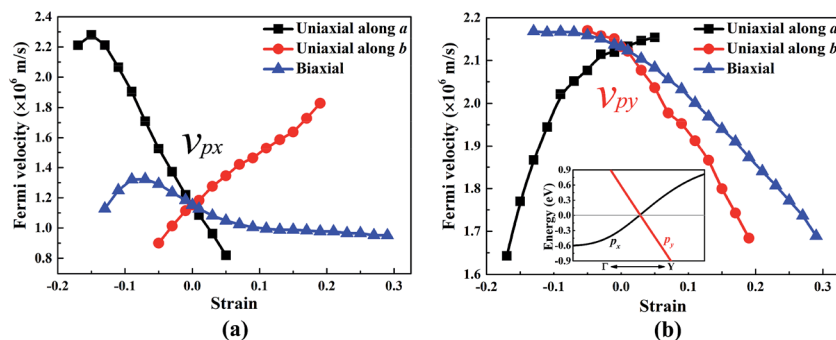 2.4
2.2
2.0
1.8
1.6
1.4
1.2
1.0
0.8
Fermi velocity (×10⁶ m/s)
Uniaxial along a
Uniaxial along b
Biaxial
vpx
-0.2 -0.1 0.0 0.1 0.2 0.3
Strain
(a)
2.2
2.1
2.0
1.9
1.8
1.7
1.6
Fermi velocity (×10⁶ m/s)
Uniaxial along a
Uniaxial along b
Biaxial
vpy
0.9
0.6
0.3
0.0
-0.3
-0.6
-0.9
Energy (eV)
px py
Γ Y
-0.2 -0.1 0.0 0.1 0.2 0.3
Strain
(b)